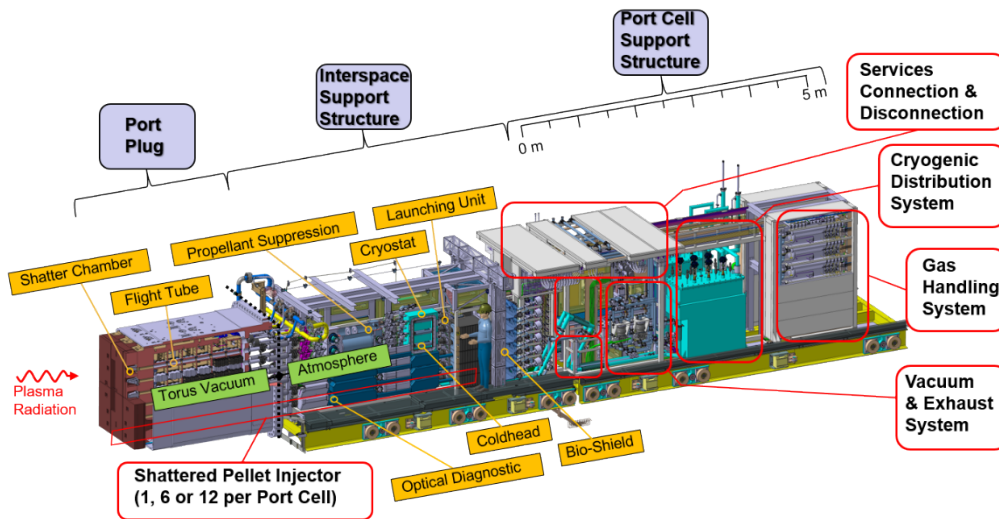 Port Cell
Support
Structure
Interspace
Support
Structure
Port
Plug
0 m
5 m
Services
Connection &
Disconnection
Cryogenic
Distribution
System
Gas
Handling
System
Vacuum
& Exhaust
System
Launching Unit
Propellant Suppression
Cryostat
Shatter Chamber
Flight Tube
Atmosphere
Torus Vacuum
Plasma
Radiation
Coldhead
Bio-Shield
Optical Diagnostic
Shattered Pellet Injector
(1, 6 or 12 per Port Cell)